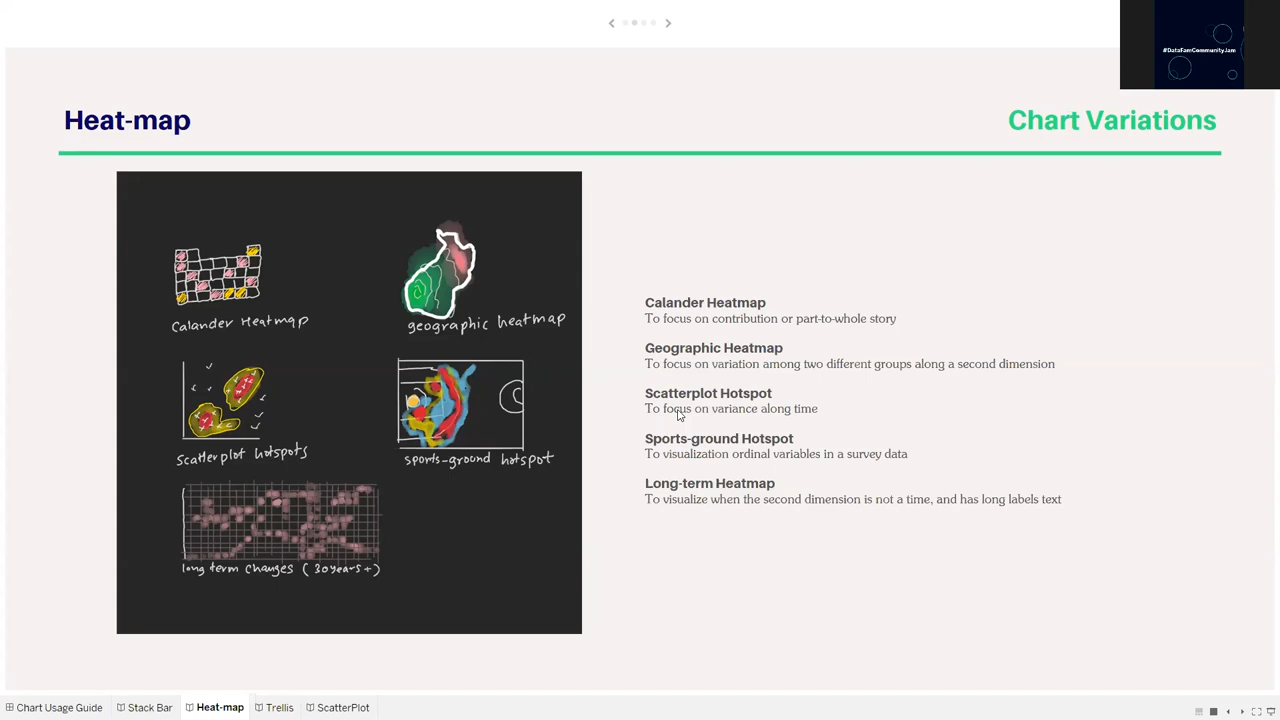 #DataFamCommunityJam
Heat-map
Chart Variations
Calander Heatmap
geographic heatmap
Scatterplot hotspots
sports-ground hotspot
long term changes (30years+)
Calander Heatmap
To focus on contribution or part-to-whole story
Geographic Heatmap
To focus on variation among two different groups along a second dimension
Scatterplot Hotspot
To focus on variance along time
Sports-ground Hotspot
To visualization ordinal variables in a survey data
Long-term Heatmap
To visualize when the second dimension is not a time, and has long labels text
Chart Usage Guide
Stack Bar
Heat-map
Trellis
ScatterPlot